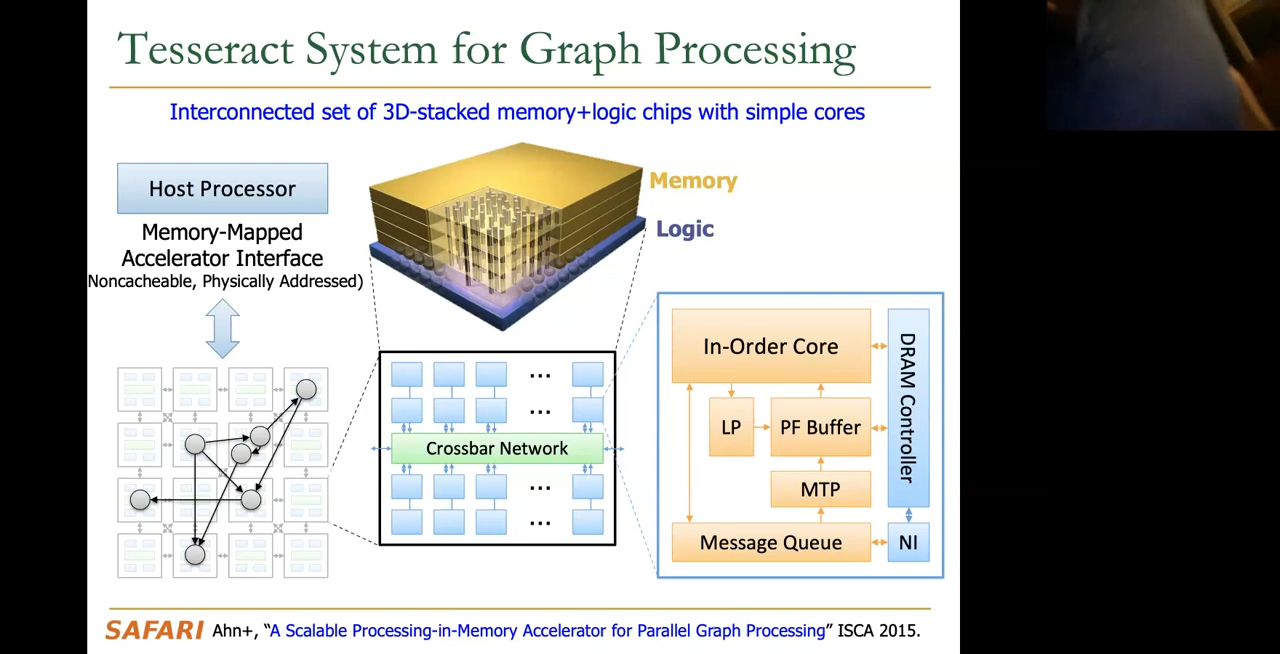 Tesseract System for Graph Processing
Interconnected set of 3D-stacked memory+logic chips with simple cores
Host Processor
Memory-Mapped
Accelerator Interface
Noncacheable, Physically Addressed)
Memory
Logic
...
...
Crossbar Network
...
...
In-Order Core
LP
PF Buffer
MTP
Message Queue
DRAM Controller
NI
SAFARI Ahn+, “A Scalable Processing-in-Memory Accelerator for Parallel Graph Processing” ISCA 2015.